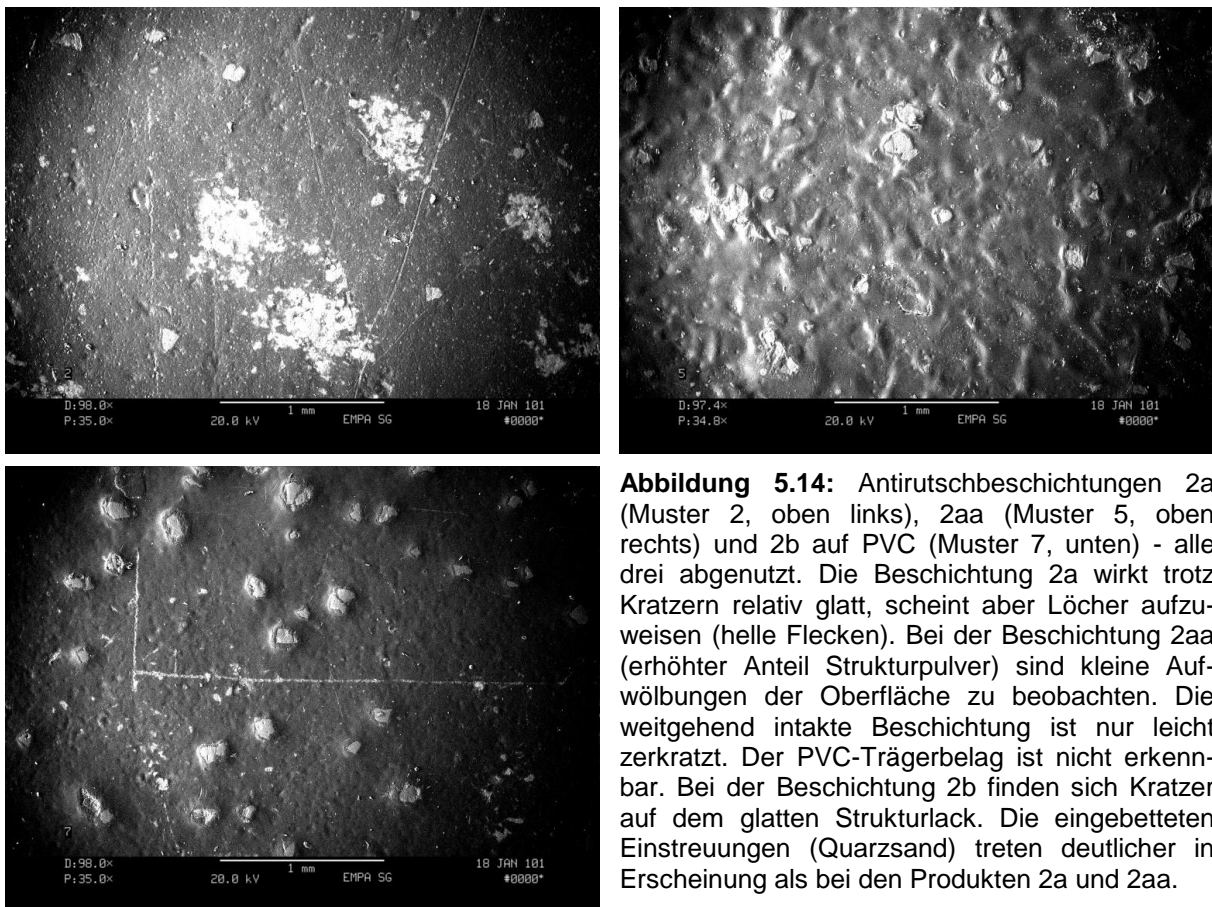 2
D:98.0× 1 mm 18 JAN 101
P:35.0× 20.0 kV EMPA SG #0000*
5
D:97.4× 1 mm 18 JAN 101
P:34.8× 20.0 kV EMPA SG #0000*
7
D:98.0× 1 mm 18 JAN 101
P:35.0× 20.0 kV EMPA SG #0000*
Abbildung 5.14: Antirutschbeschichtungen 2a
(Muster 2, oben links), 2aa (Muster 5, oben
rechts) und 2b auf PVC (Muster 7, unten) - alle
drei abgenutzt. Die Beschichtung 2a wirkt trotz
Kratzern relativ glatt, scheint aber Löcher aufzu-
weisen (helle Flecken). Bei der Beschichtung 2aa
(erhöhter Anteil Strukturpulver) sind kleine Auf-
wölbungen der Oberfläche zu beobachten. Die
weitgehend intakte Beschichtung ist nur leicht
zerkratzt. Der PVC-Trägerbelag ist nicht erkenn-
bar. Bei der Beschichtung 2b finden sich Kratzer
auf dem glatten Strukturlack. Die eingebetteten
Einstreuungen (Quarzsand) treten deutlicher in
Erscheinung als bei den Produkten 2a und 2aa.